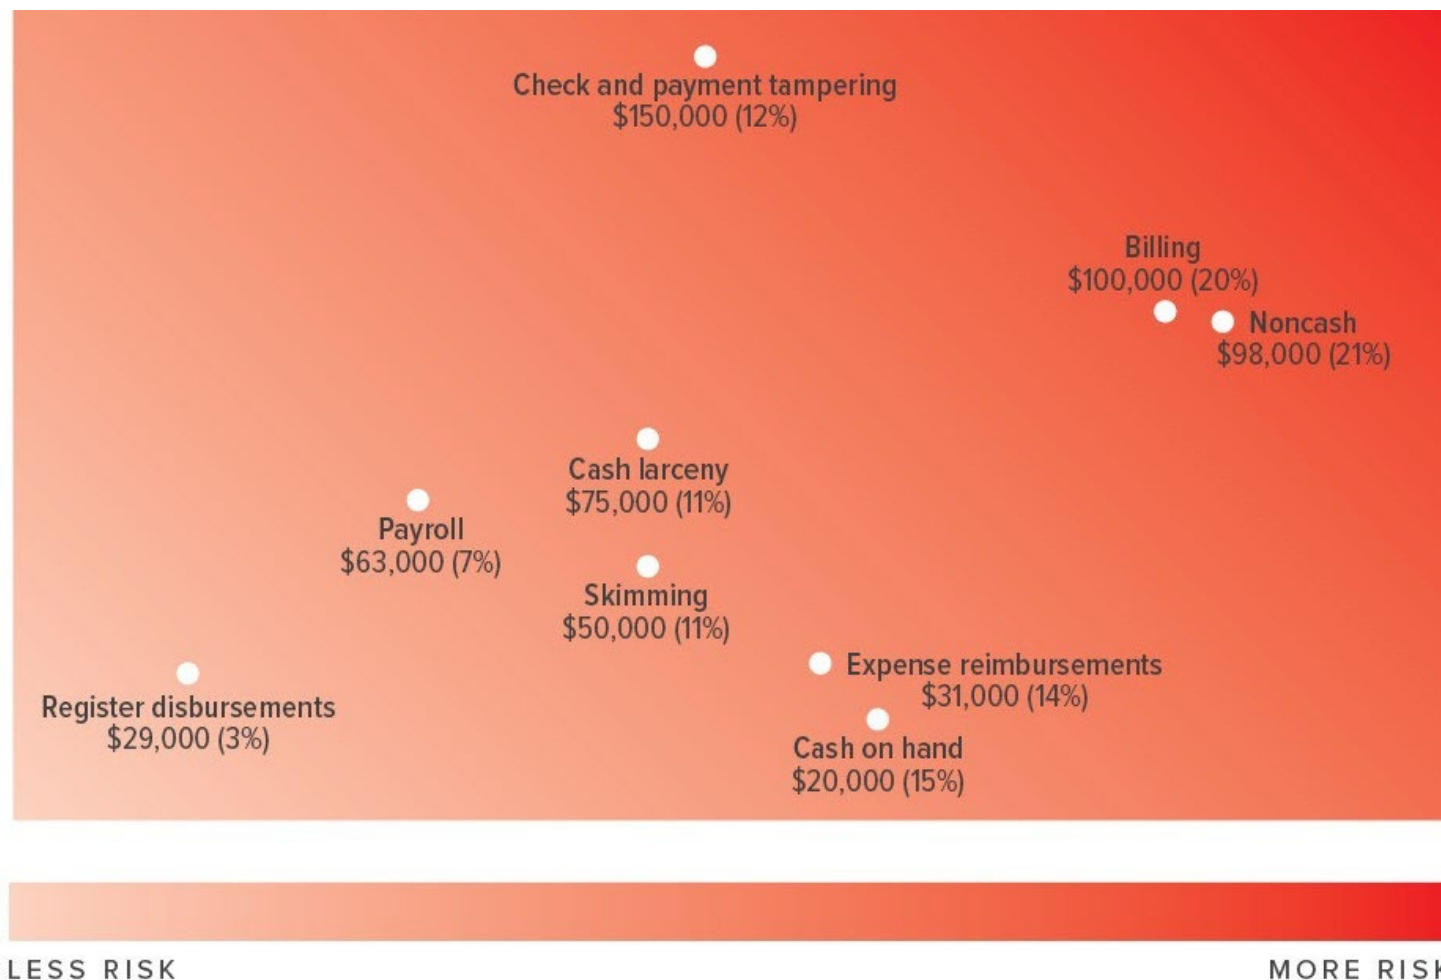 Check and payment tampering
$150,000 (12%)
Billing
$100,000 (20%)
Noncash
$98,000 (21%)
Cash larceny
$75,000 (11%)
Payroll
$63,000 (7%)
Skimming
$50,000 (11%)
Expense reimbursements
$31,000 (14%)
Register disbursements
$29,000 (3%)
Cash on hand
$20,000 (15%)
LESS RISK
MORE RISK